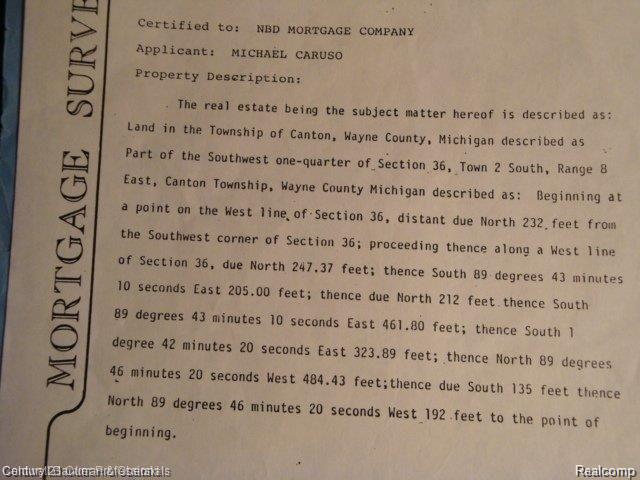 MORTGAGE SURVE
Certified to: NBD MORTGAGE COMPANY
Applicant: MICHAEL CARUSO
Property Description:
The real estate being the subject matter hereof is described as:
Land in the Township of Canton, Wayne County, Michigan described as
Part of the Southwest one-quarter of Section 36, Town 2 South, Range 8
East, Canton Township, Wayne County Michigan described as: Beginning at
a point on the West line of Section 36, distant due North 232 feet from
the Southwest corner of Section 36; proceeding thence along a West line
of Section 36, due North 247.37 feet; thence South 89 degrees 43 minutes
10 seconds East 205.00 feet; thence due North 212 feet thence South
89 degrees 43 minutes 10 seconds East 461.80 feet; thence South 1
degree 42 minutes 20 seconds East 323.89 feet; thence North 89 degrees
46 minutes 20 seconds West 484.43 feet;thence due South 135 feet thence
North 89 degrees 46 minutes 20 seconds West 192 feet to the point of
beginning.
Realcomp